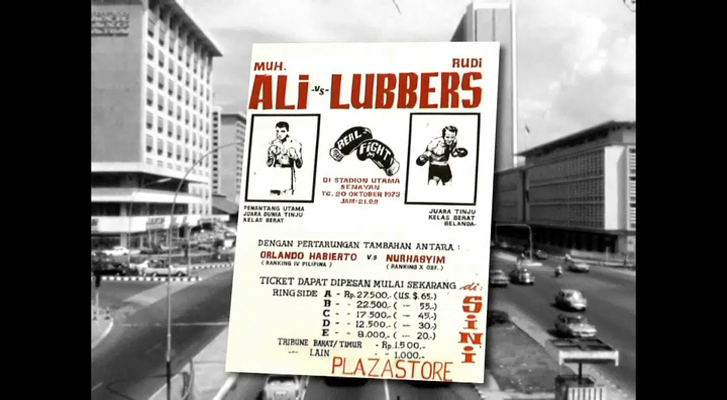 MUH. RUDI
ALi -vs- LUBBERS
REAL FIGHT
DI STADION UTAMA
SENAYAN
TG. 20 OKTOBER 1973
JAM: 21.00
PENANTANG UTAMA
JUARA DUNIA TINJU
KELAS BERAT
JUARA TINJU
KELAS BERAT
BELANDA
DENGAN PERTARUNGAN TAMBAHAN ANTARA :
ORLANDO HABIERTO v.s NURHASYIM
( RANKING IV PILIPINA ) ( RANKING X OBF. )
TICKET DAPAT DIPESAN MULAI SEKARANG di: SiNi
RING SIDE A - Rp. 27.500,- (US. $ 65.-)
B - - 22.500,- ( — 55.-)
C - - 17.500,- ( — 45.-)
D - - 12.500,- ( — 30.-)
E - - 8.000,- ( — 20.-)
TRIBUNE BARAT/TIMUR - Rp. 1.500,-
—"— LAIN - - 1.000,-
PLAZASTORE